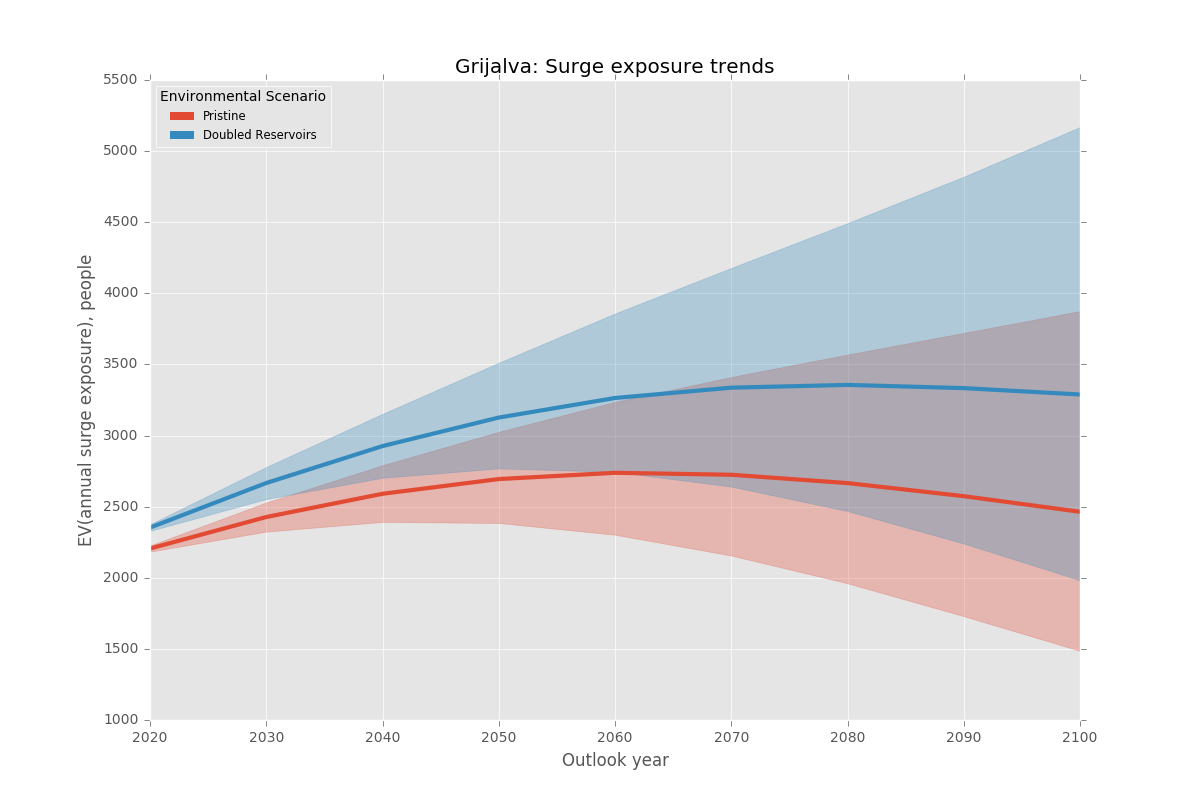 Grijalva: Surge exposure trends
Environmental Scenario
Pristine
Doubled Reservoirs
EV(annual surge exposure), people
5500
5000
4500
4000
3500
3000
2500
2000
1500
1000
2020 2030 2040 2050 2060 2070 2080 2090 2100
Outlook year